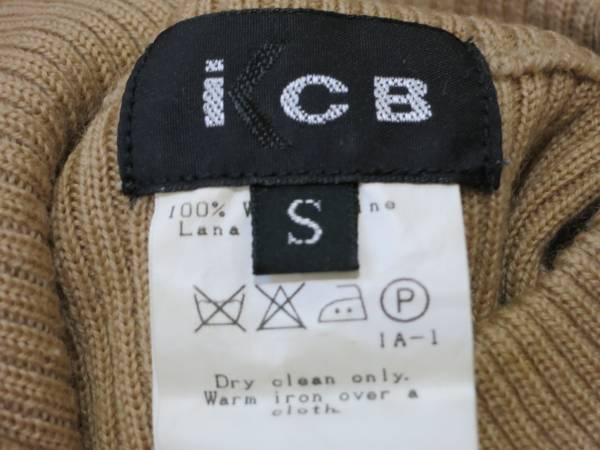 iCB
S
100%
Lana
P
IA-1
Dry clean only.
Warm iron over a
cloth.